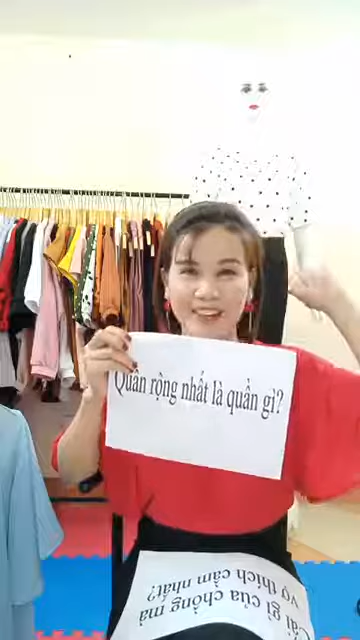 Quần rộng nhất là quần gì?
Cái gì của chồng mà
vợ thích cầm nhất?